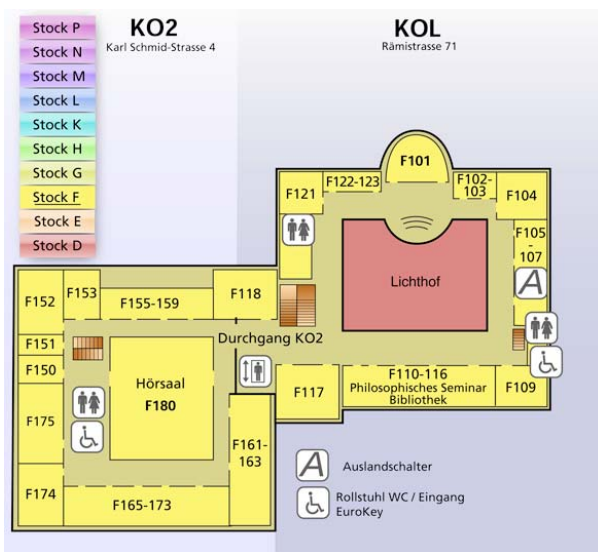 Stock P
Stock N
Stock M
Stock L
Stock K
Stock H
Stock G
Stock F
Stock E
Stock D
KO2
Karl Schmid-Strasse 4
KOL
Rämistrasse 71
F101
F122-123
F102-
103
F121
F104
F105
-
107
A
Lichthof
F152
F153
F155-159
F118
Durchgang KO2
F151
F150
Hörsaal
F180
F117
F110-116
Philosophisches Seminar
Bibliothek
F109
F175
F161-
163
F174
F165-173
A
Auslandschalter
Rollstuhl WC / Eingang
EuroKey